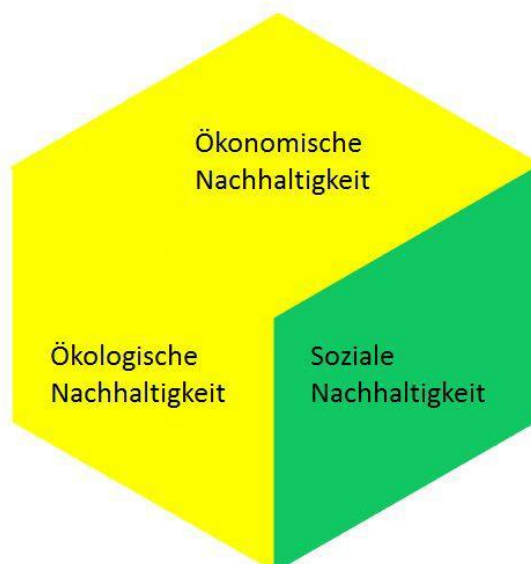 Ökonomische
Nachhaltigkeit
Ökologische
Nachhaltigkeit
Soziale
Nachhaltigkeit